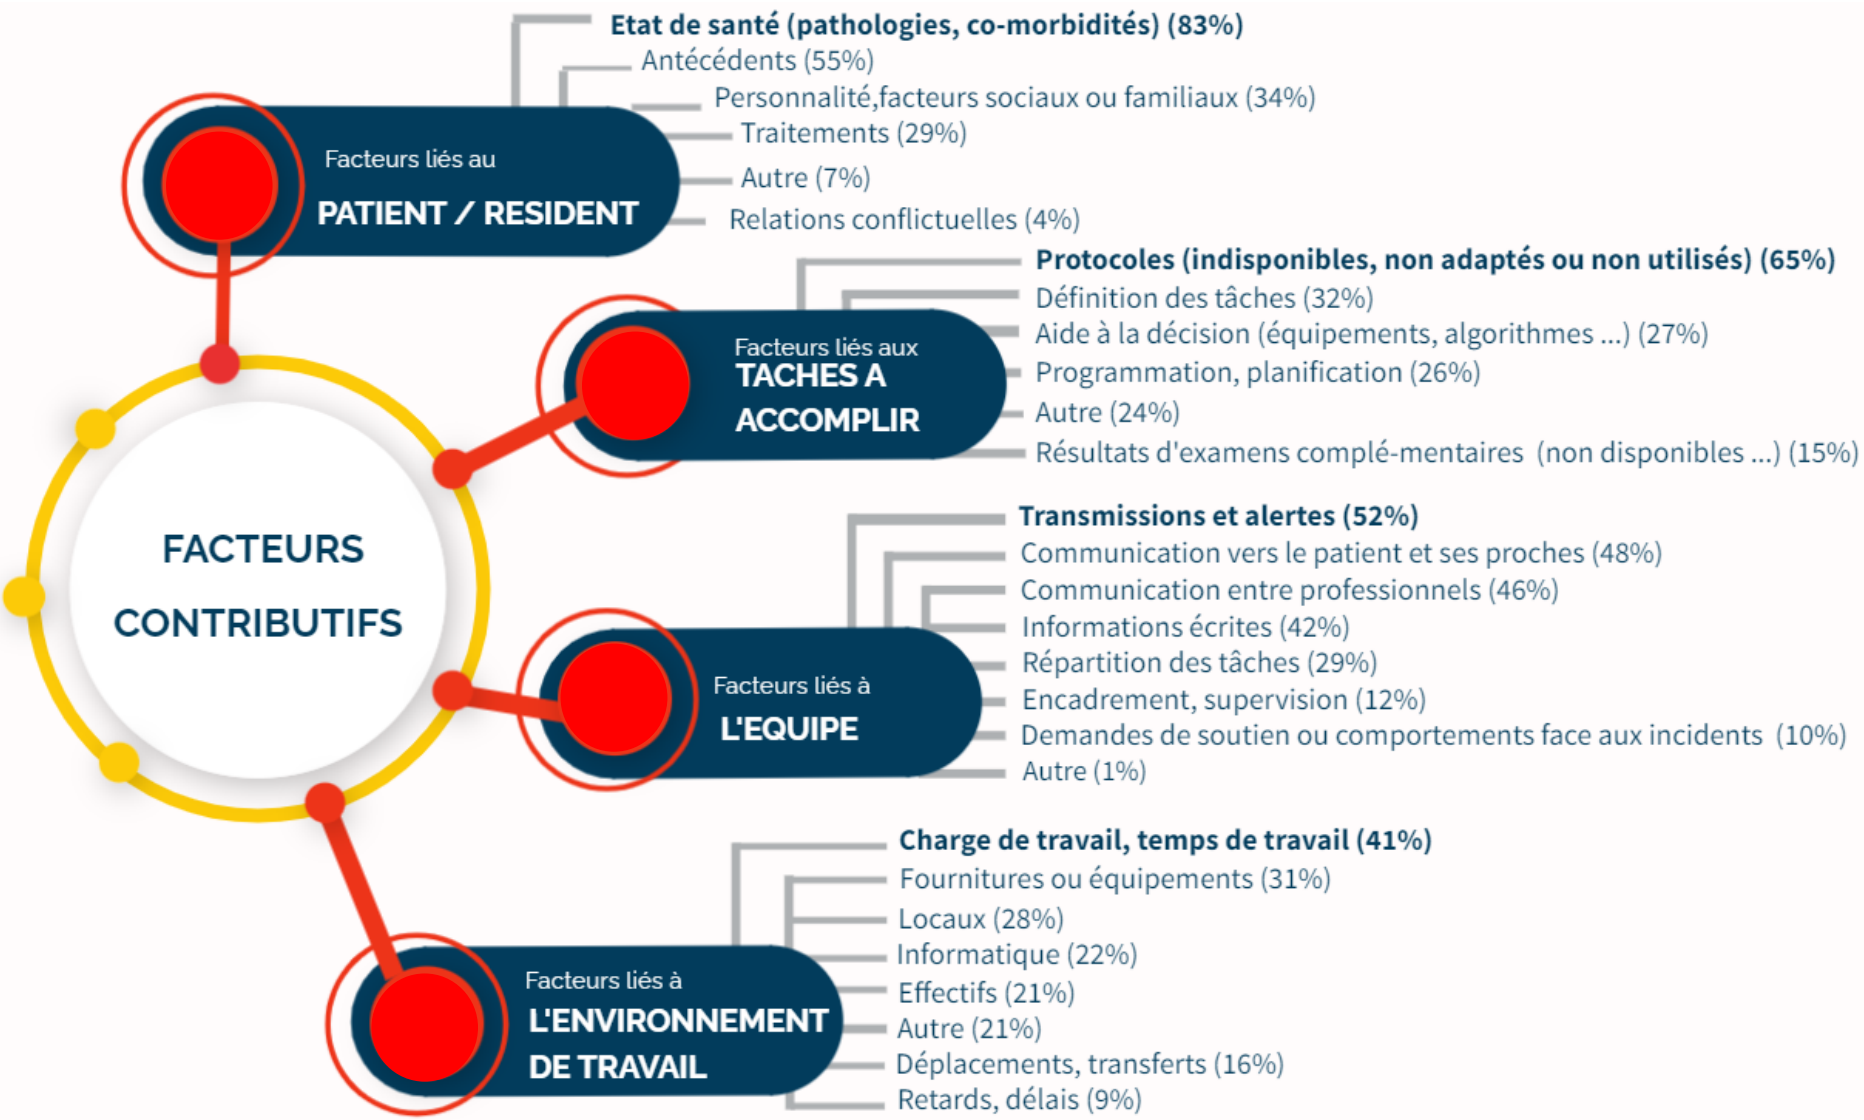 Etat de santé (pathologies, co-morbidités) (83%)
Antécédents (55%)
Personnalité,facteurs sociaux ou familiaux (34%)
Traitements (29%)
Autre (7%)
Relations conflictuelles (4%)
Facteurs liés au
PATIENT / RESIDENT
Protocoles (indisponibles, non adaptés ou non utilisés) (65%)
Définition des tâches (32%)
Aide à la décision (équipements, algorithmes ...) (27%)
Programmation, planification (26%)
Autre (24%)
Résultats d'examens complé-mentaires (non disponibles ...) (15%)
Facteurs liés aux
TACHES A
ACCOMPLIR
FACTEURS
CONTRIBUTIFS
Transmissions et alertes (52%)
Communication vers le patient et ses proches (48%)
Communication entre professionnels (46%)
Informations écrites (42%)
Répartition des tâches (29%)
Encadrement, supervision (12%)
Demandes de soutien ou comportements face aux incidents (10%)
Autre (1%)
Facteurs liés à
L'EQUIPE
Charge de travail, temps de travail (41%)
Fournitures ou équipements (31%)
Locaux (28%)
Informatique (22%)
Effectifs (21%)
Autre (21%)
Déplacements, transferts (16%)
Retards, délais (9%)
Facteurs liés à
L'ENVIRONNEMENT
DE TRAVAIL